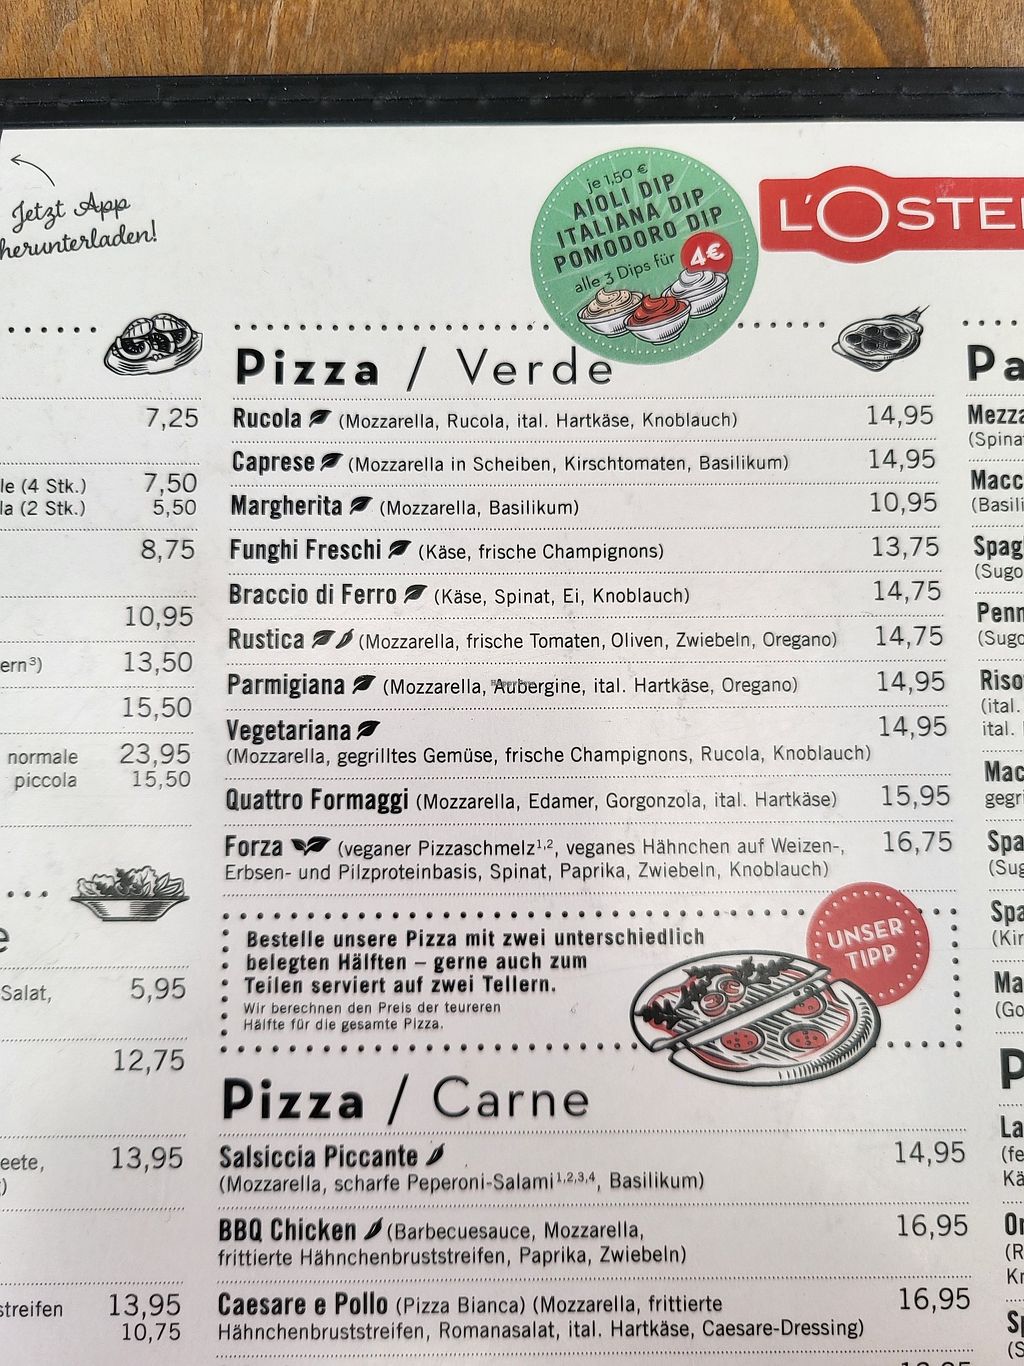 Jetzt App
herunterladen!
je 1,50 €
AIOLI DIP
ITALIANA DIP
POMODORO DIP
alle 3 Dips für 4€
L'OSTE
7,25
le (4 Stk.) 7,50
la (2 Stk.) 5,50
8,75
10,95
ern³) 13,50
15,50
normale 23,95
piccola 15,50
e
Salat, 5,95
12,75
eete, 13,95
)
streifen 13,95
10,75
Pizza / Verde
Rucola (Mozzarella, Rucola, ital. Hartkäse, Knoblauch) 14,95
Caprese (Mozzarella in Scheiben, Kirschtomaten, Basilikum) 14,95
Margherita (Mozzarella, Basilikum) 10,95
Funghi Freschi (Käse, frische Champignons) 13,75
Braccio di Ferro (Käse, Spinat, Ei, Knoblauch) 14,75
Rustica (Mozzarella, frische Tomaten, Oliven, Zwiebeln, Oregano) 14,75
Parmigiana (Mozzarella, Aubergine, ital. Hartkäse, Oregano) 14,95
Vegetariana 14,95
(Mozzarella, gegrilltes Gemüse, frische Champignons, Rucola, Knoblauch)
Quattro Formaggi (Mozzarella, Edamer, Gorgonzola, ital. Hartkäse) 15,95
Forza (veganer Pizzaschmelz¹,², veganes Hähnchen auf Weizen-, 16,75
Erbsen- und Pilzproteinbasis, Spinat, Paprika, Zwiebeln, Knoblauch)
Bestelle unsere Pizza mit zwei unterschiedlich
belegten Hälften – gerne auch zum
Teilen serviert auf zwei Tellern.
Wir berechnen den Preis der teureren
Hälfte für die gesamte Pizza.
UNSER
TIPP
Pizza / Carne
Salsiccia Piccante 14,95
(Mozzarella, scharfe Peperoni-Salami¹,²,³,⁴, Basilikum)
BBQ Chicken (Barbecuesauce, Mozzarella, 16,95
frittierte Hähnchenbruststreifen, Paprika, Zwiebeln)
Caesare e Pollo (Pizza Bianca) (Mozzarella, frittierte 16,95
Hähnchenbruststreifen, Romanasalat, ital. Hartkäse, Caesare-Dressing)
Pa
Mezza
(Spinat
Macc
(Basili
Spag
(Sugo
Penn
(Sugo
Riso
(ital.
ital.
Mac
gegri
Spa
(Sug
Spa
(Kir
Ma
(Go
P
La
(fe
Kä
(R
Kr
Sp
(S